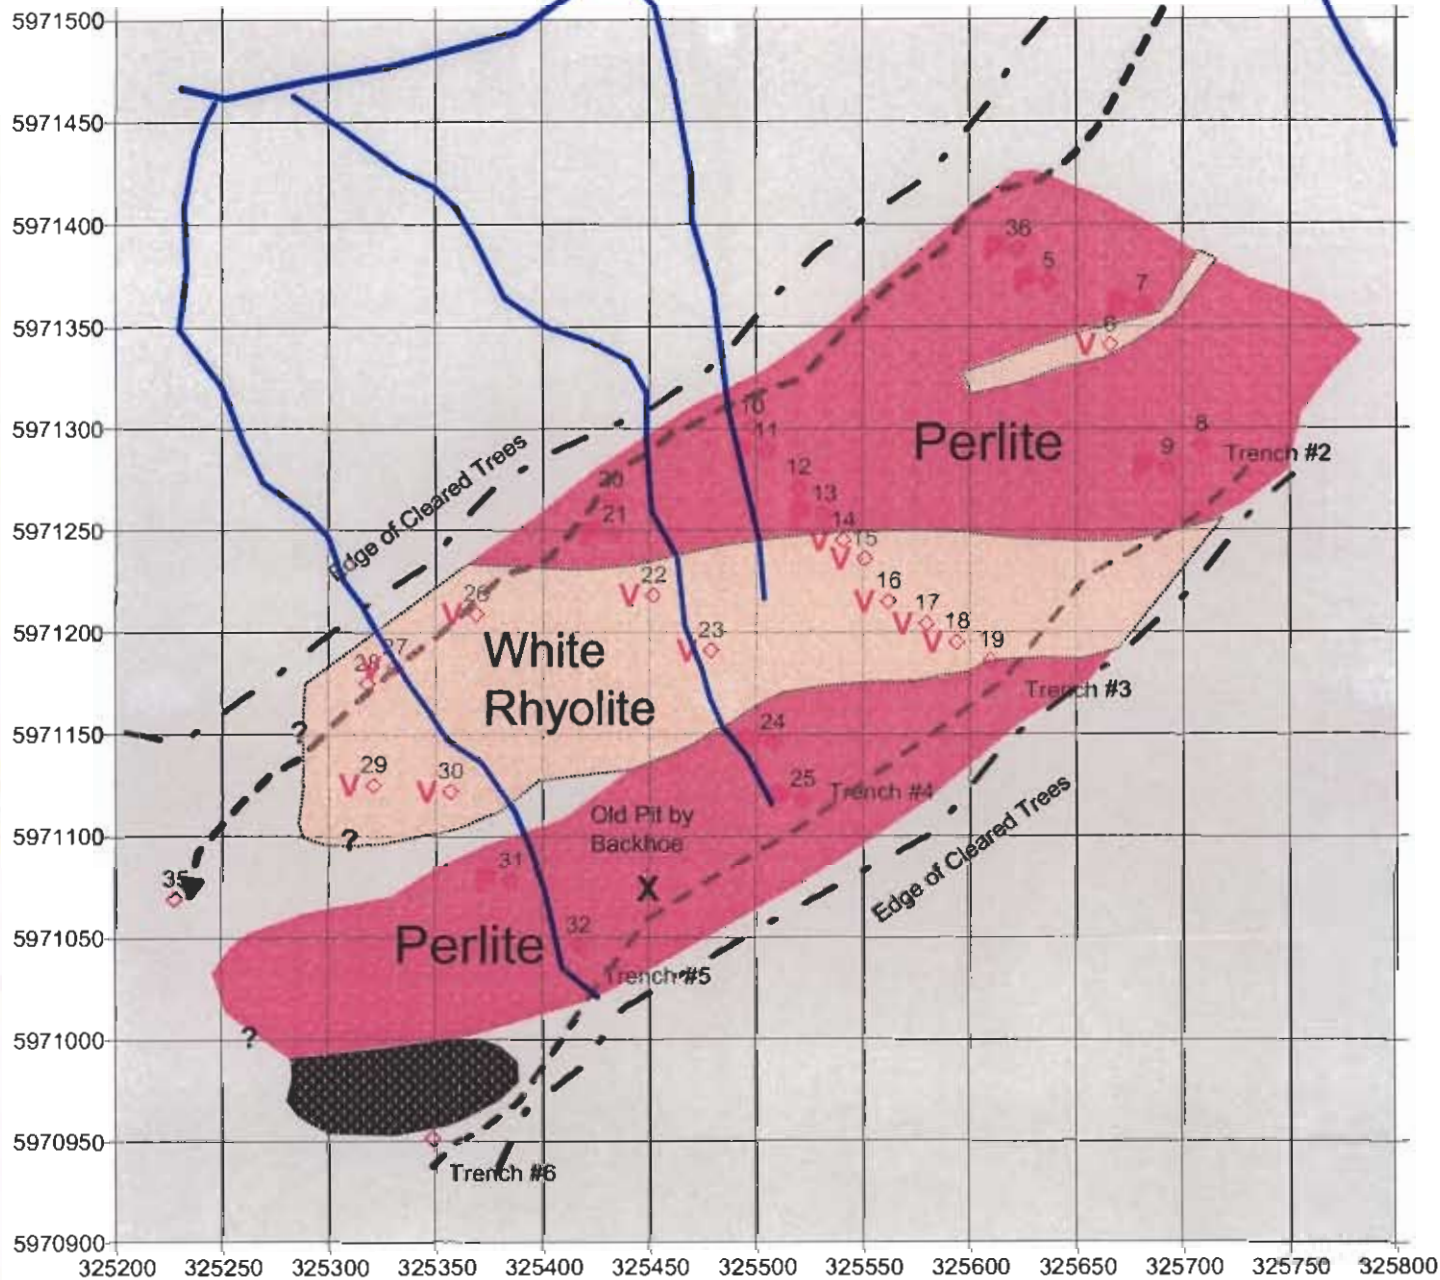 5971500
5971450
5971400
36
5
7
5971350
6
5971300
10
11
8
Perlite
9
Trench #2
Edge of Cleared Trees
12
20
13
21
14
5971250
15
22
16
26
17
18
5971200
White
Rhyolite
23
19
27
28
Trench #3
5971150
?
24
29
30
25
Trench #4
Old Pit by
Backhoe
5971100
?
Edge of Cleared Trees
31
35
X
32
5971050
Perlite
Trench #5
5971000
?
5970950
Trench #6
5970900
325200 325250 325300 325350 325400 325450 325500 325550 325600 325650 325700 325750 325800
V
V
V
V
V
V
V
V
V
V
V
V